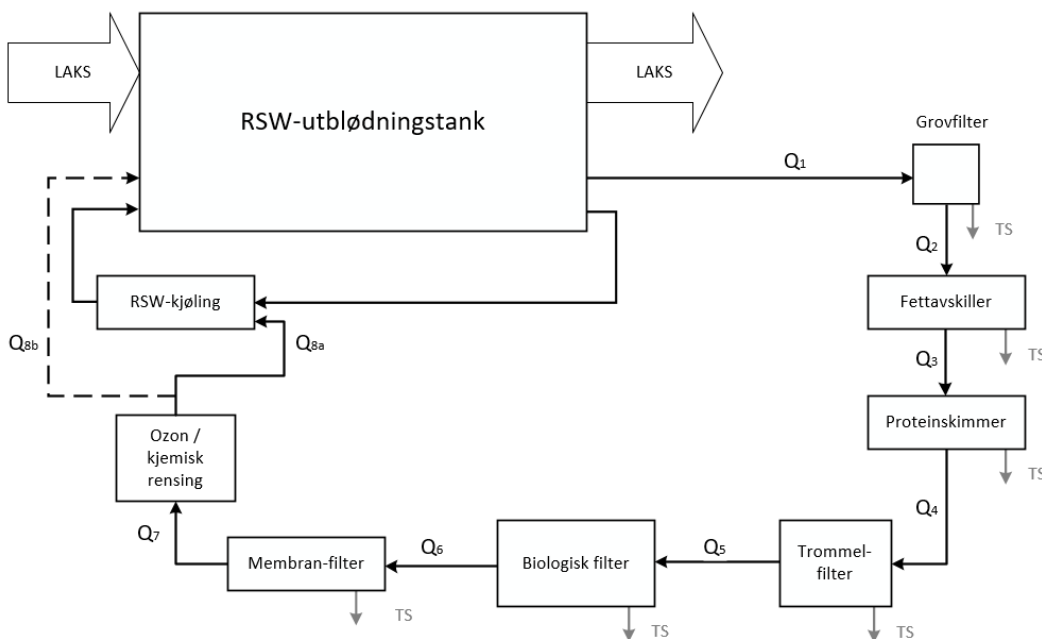 LAKS
LAKS
RSW-utblødningstank
Grovfilter
Q1
TS
Q2
RSW-kjøling
Fettavskiller
Q8b
Q8a
Q3
TS
Ozon /
kjemisk
rensing
Proteinskimmer
TS
Q4
Q7
Q6
Q5
Membran-filter
Biologisk filter
Trommel-
filter
TS
TS
TS